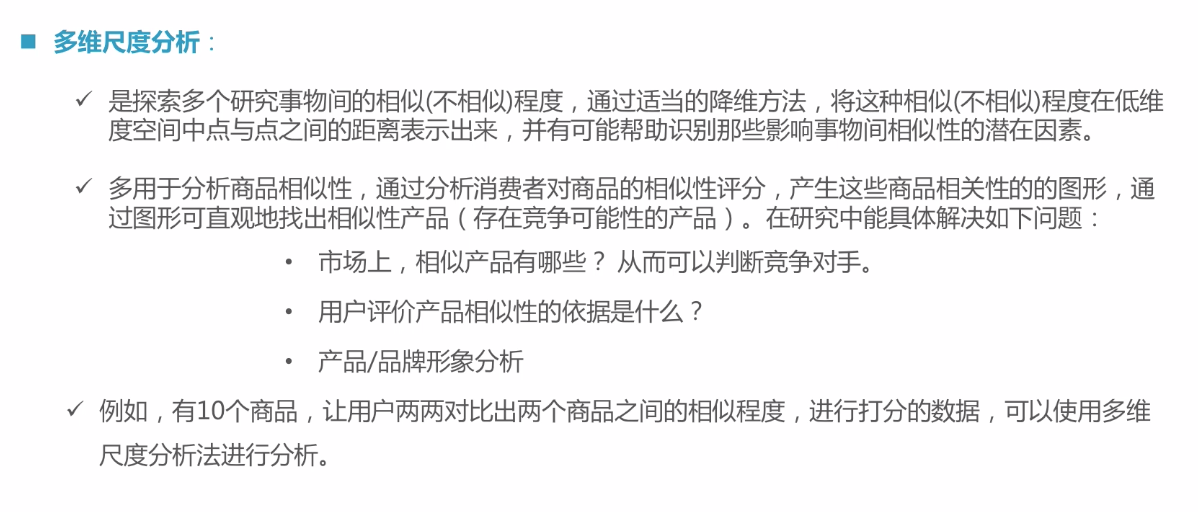 ■ 多维尺度分析：
✓ 是探索多个研究事物间的相似(不相似)程度，通过适当的降维方法，将这种相似(不相似)程度在低维
度空间中点与点之间的距离表示出来，并有可能帮助识别那些影响事物间相似性的潜在因素。
✓ 多用于分析商品相似性，通过分析消费者对商品的相似性评分，产生这些商品相关性的的图形，通
过图形可直观地找出相似性产品（存在竞争可能性的产品）。在研究中能具体解决如下问题：
• 市场上，相似产品有哪些？ 从而可以判断竞争对手。
• 用户评价产品相似性的依据是什么？
• 产品/品牌形象分析
✓ 例如，有10个商品，让用户两两对比出两个商品之间的相似程度，进行打分的数据，可以使用多维
尺度分析法进行分析。